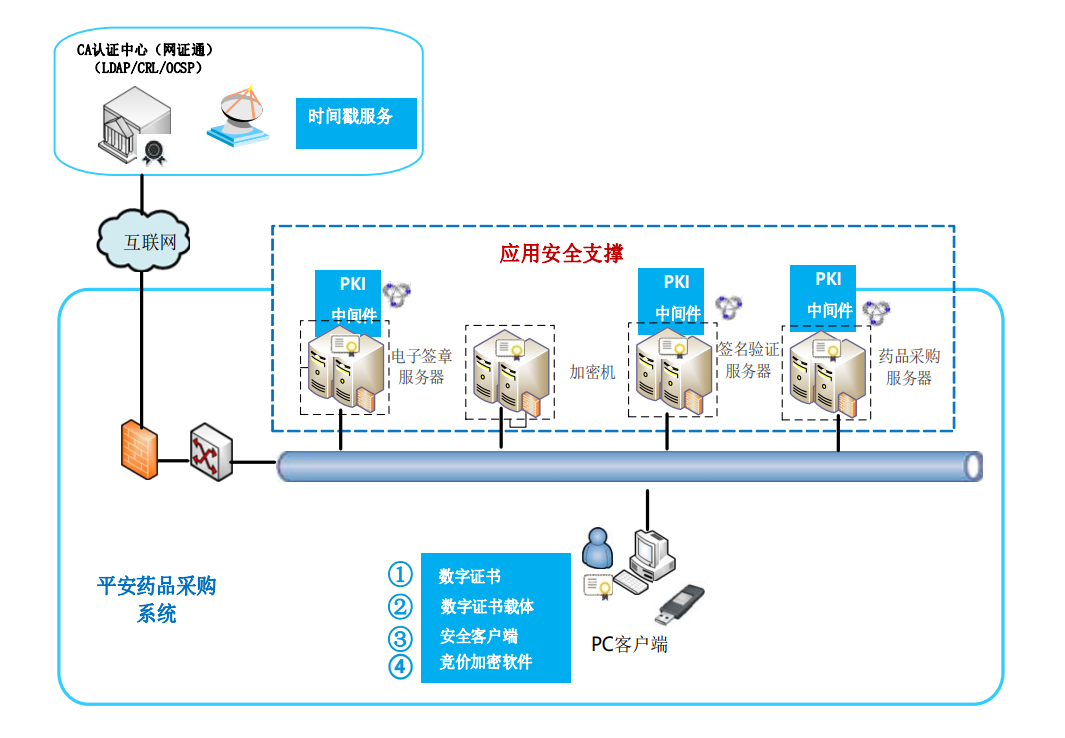 CA认证中心（网证通）
（LDAP/CRL/OCSP）
时间戳服务
互联网
应用安全支撑
PKI
中间件
电子签章
服务器
加密机
PKI
中间件
签名验证
服务器
PKI
中间件
药品采购
服务器
平安药品采购
系统
① 数字证书
② 数字证书载体
③ 安全客户端
④ 竞价加密软件
PC客户端